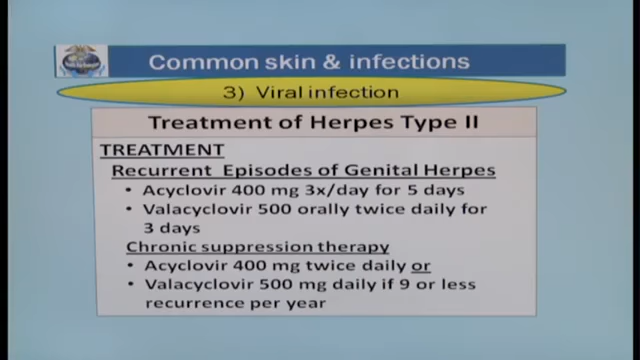 Common skin & infections
3) Viral infection
Treatment of Herpes Type II
TREATMENT
Recurrent Episodes of Genital Herpes
• Acyclovir 400 mg 3x/day for 5 days
• Valacyclovir 500 orally twice daily for
3 days
Chronic suppression therapy
• Acyclovir 400 mg twice daily or
• Valacyclovir 500 mg daily if 9 or less
recurrence per year